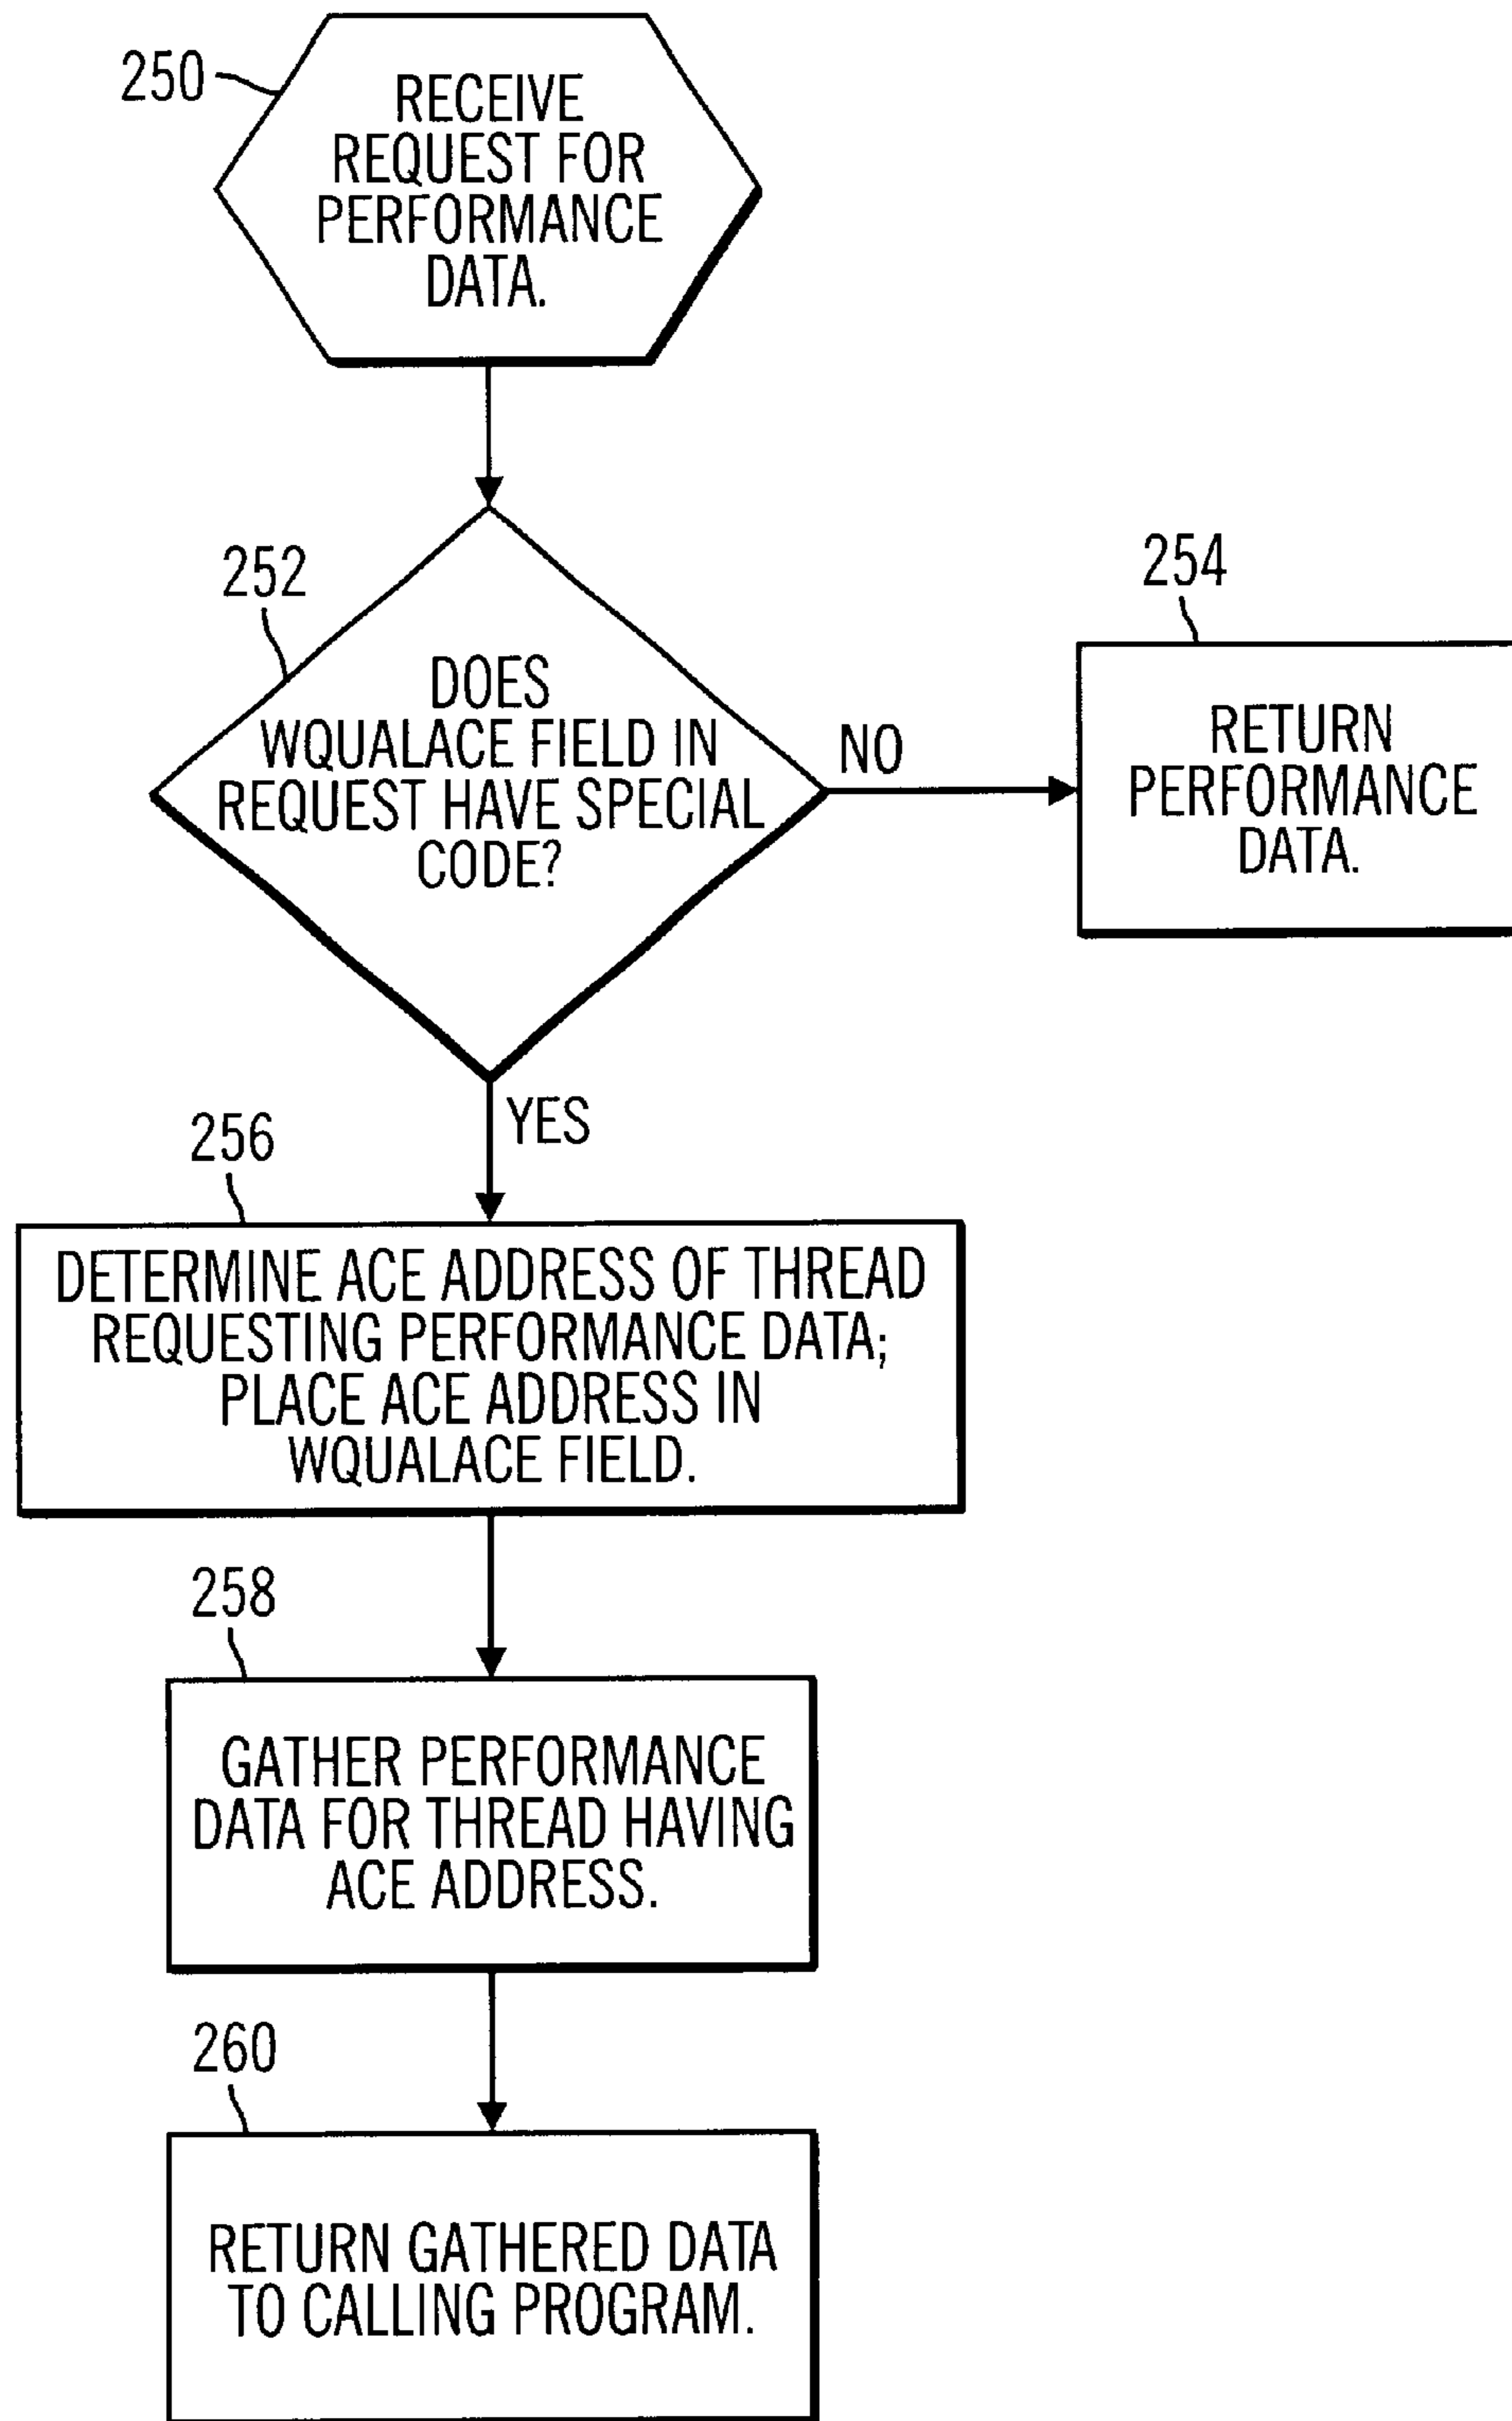 250
RECEIVE
REQUEST FOR
PERFORMANCE
DATA.
252
DOES
WQUALACE FIELD IN
REQUEST HAVE SPECIAL
CODE?
NO
254
RETURN
PERFORMANCE
DATA.
YES
256
DETERMINE ACE ADDRESS OF THREAD
REQUESTING PERFORMANCE DATA;
PLACE ACE ADDRESS IN
WQUALACE FIELD.
258
GATHER PERFORMANCE
DATA FOR THREAD HAVING
ACE ADDRESS.
260
RETURN GATHERED DATA
TO CALLING PROGRAM.